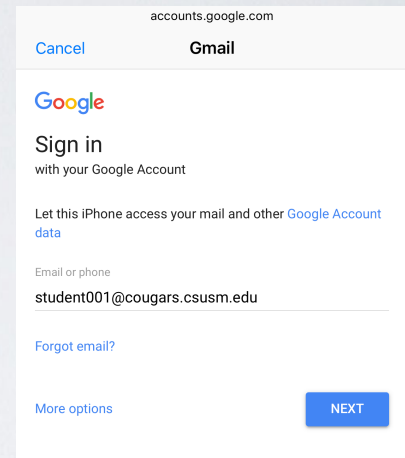 accounts.google.com
Cancel
Gmail
Google
Sign in
with your Google Account
Let this iPhone access your mail and other Google Account
data
Email or phone
student001@cougars.csusm.edu
Forgot email?
More options
NEXT